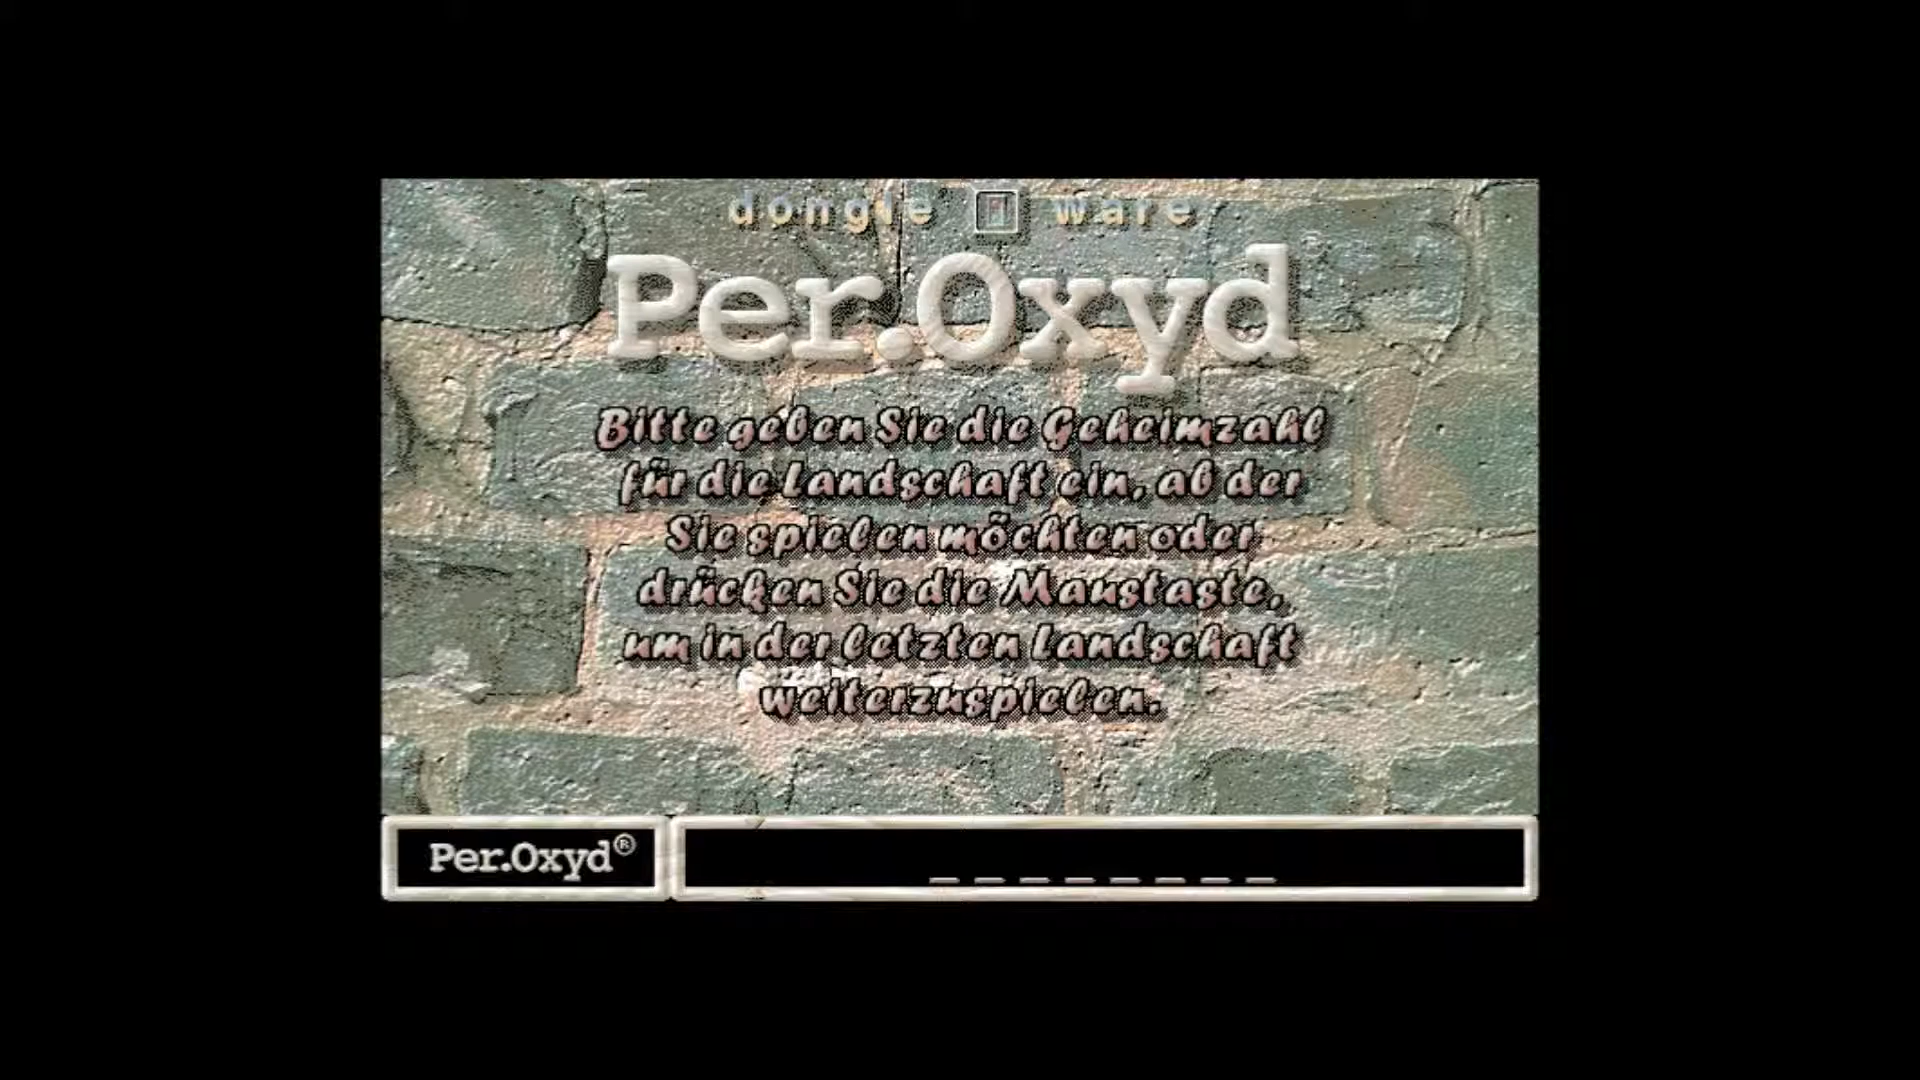 dongle ware
Per.Oxyd
Bitte geben Sie die Geheimzahl
für die Landschaft ein, ab der
Sie spielen möchten oder
drücken Sie die Maustaste,
um in der letzten Landschaft
weiterzuspielen.
Per.Oxyd® _ _ _ _ _ _ _ _